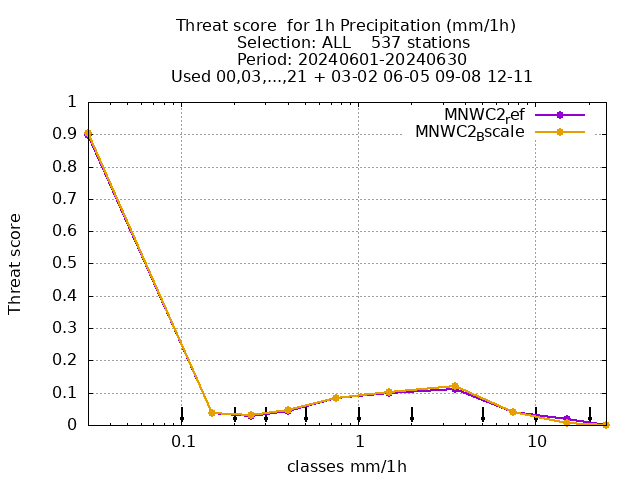 Threat score  for 1h Precipitation (mm/1h)
Selection: ALL    537 stations
Period: 20240601-20240630
Used 00,03,...,21 + 03-02 06-05 09-08 12-11
MNWC2ref
MNWC2Bscale
1
0.9
0.8
0.7
0.6
0.5
0.4
0.3
0.2
0.1
0
Threat score
0.1 1 10
classes mm/1h